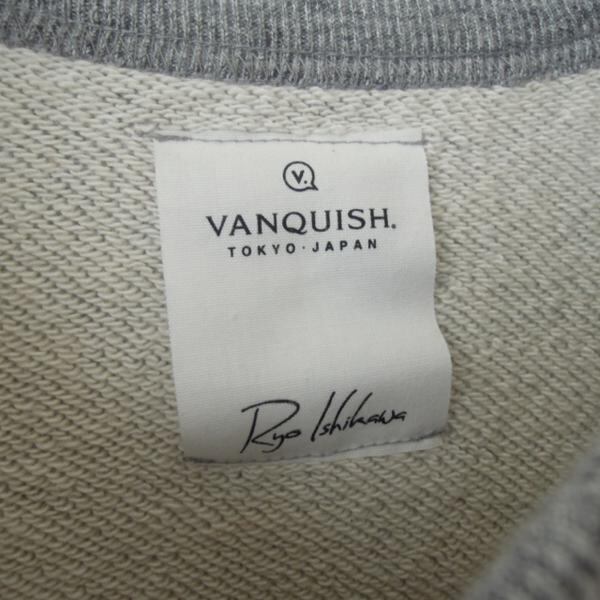 V.
VANQUISH.
TOKYO · JAPAN
Ryo Ishikawa